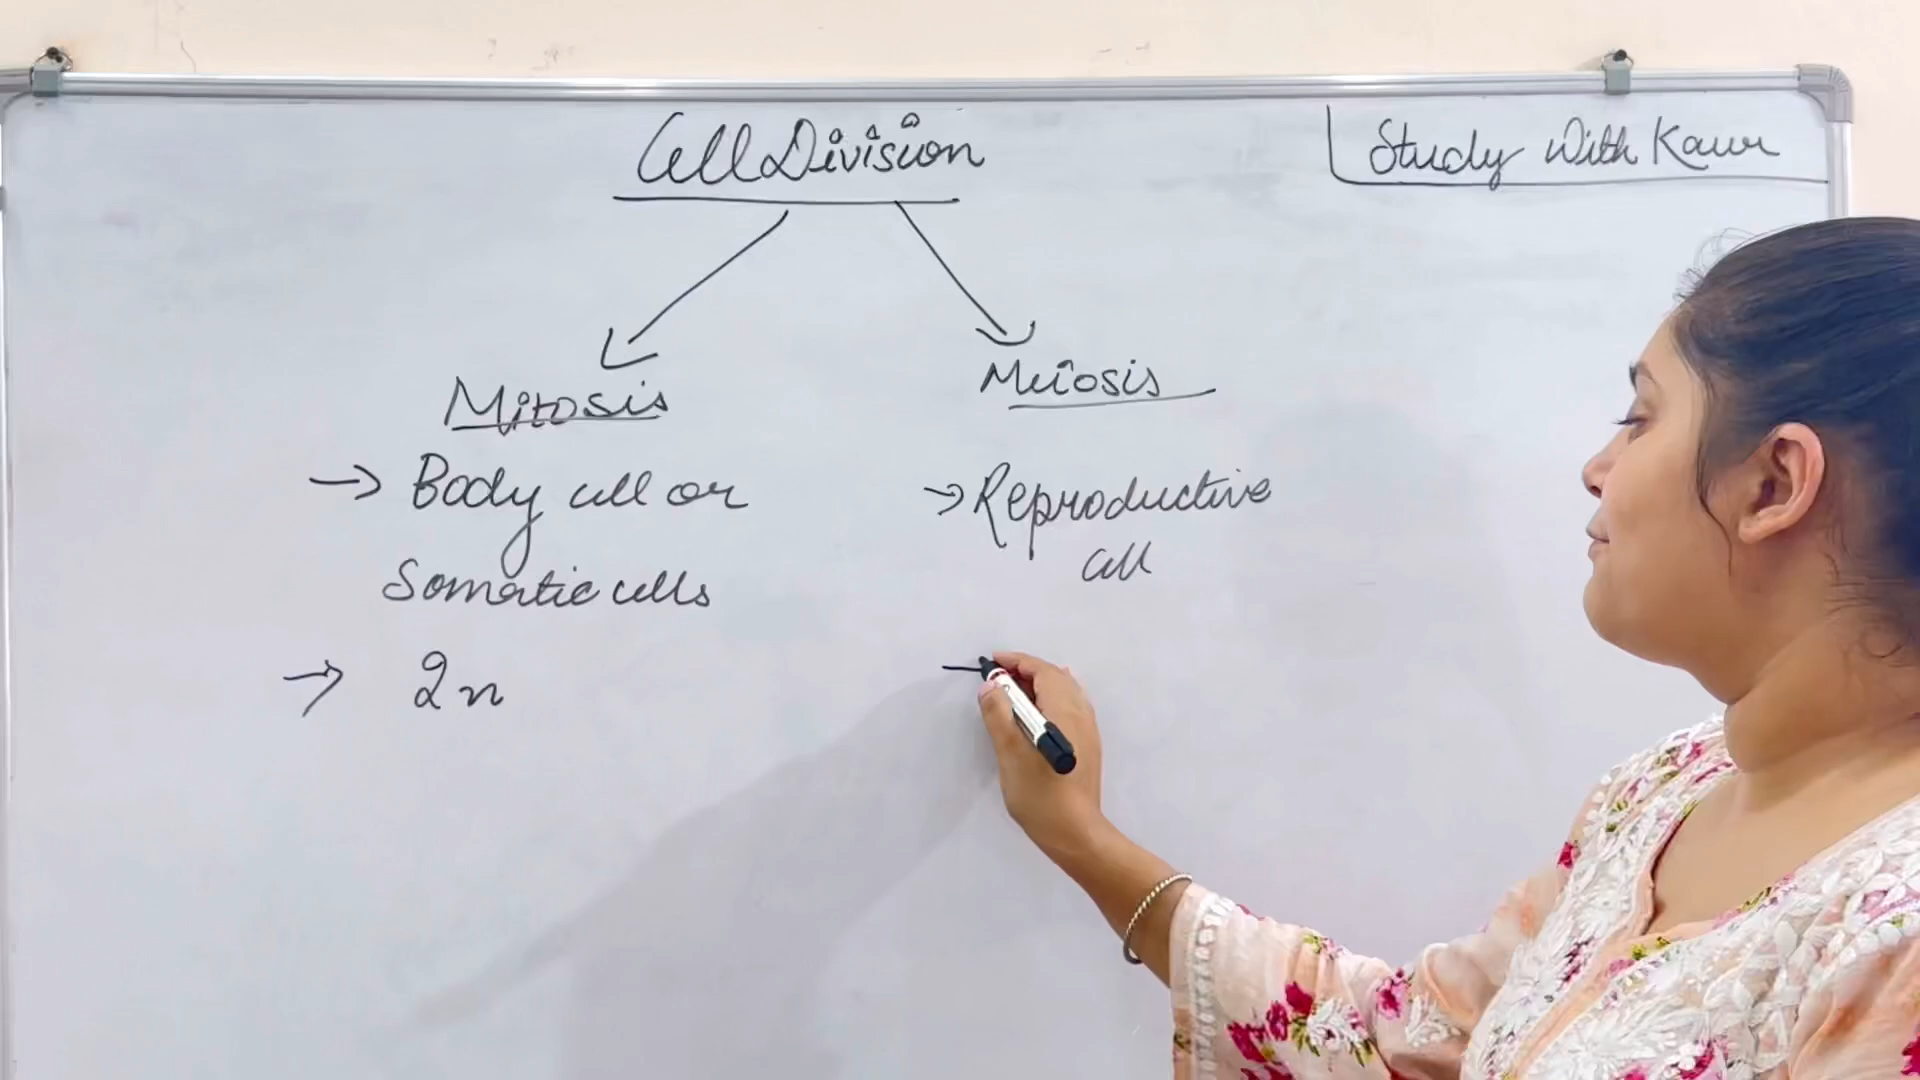 Cell Division
Study With Kaur
Mitosis
Meiosis
→ Body cell or
Somatic cells
→ Reproductive
cell
→ 2n